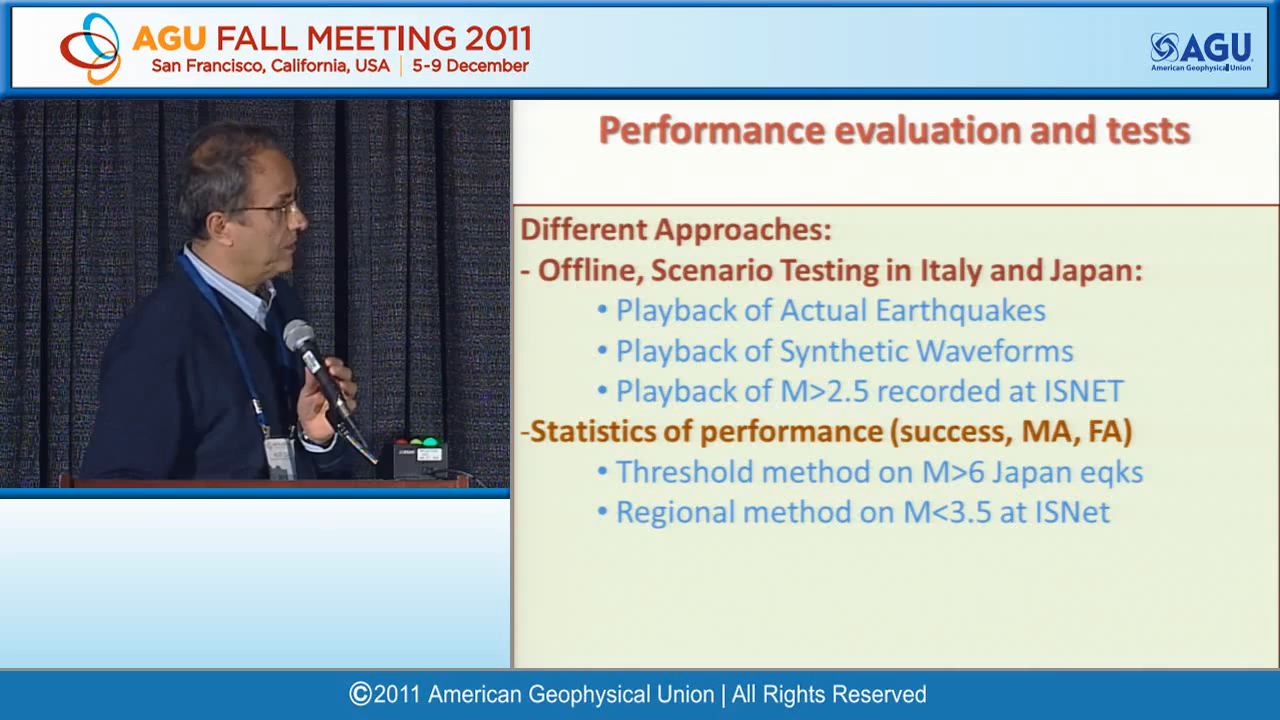 AGU FALL MEETING 2011
San Francisco, California, USA | 5-9 December
AGU
American Geophysical Union
Performance evaluation and tests
Different Approaches:
- Offline, Scenario Testing in Italy and Japan:
• Playback of Actual Earthquakes
• Playback of Synthetic Waveforms
• Playback of M>2.5 recorded at ISNET
-Statistics of performance (success, MA, FA)
• Threshold method on M>6 Japan eqks
• Regional method on M<3.5 at ISNet
©2011 American Geophysical Union | All Rights Reserved